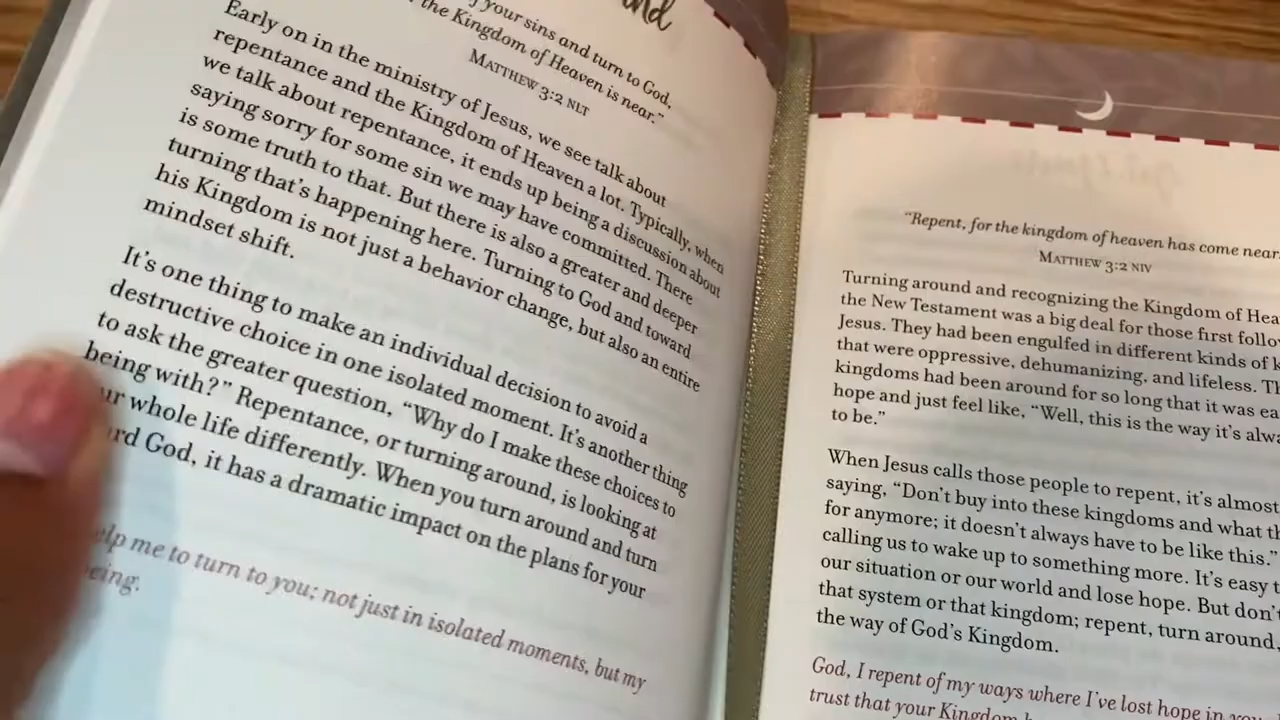 your sins and turn to God,
the Kingdom of Heaven is near."
MATTHEW 3:2 NLT
Early on in the ministry of Jesus, we see talk about
repentance and the Kingdom of Heaven a lot. Typically, when
we talk about repentance, it ends up being a discussion about
saying sorry for some sin we may have committed. There
is some truth to that. But there is also a greater and deeper
turning that's happening here. Turning to God and toward
his Kingdom is not just a behavior change, but also an entire
mindset shift.
It's one thing to make an individual decision to avoid a
destructive choice in one isolated moment. It's another thing
to ask the greater question, "Why do I make these choices to
being with?" Repentance, or turning around, is looking at
ur whole life differently. When you turn around and turn
rd God, it has a dramatic impact on the plans for your
elp me to turn to you; not just in isolated moments, but my
eing.
"Repent, for the kingdom of heaven has come near.
MATTHEW 3:2 NIV
Turning around and recognizing the Kingdom of Hea
the New Testament was a big deal for those first follo
Jesus. They had been engulfed in different kinds of k
that were oppressive, dehumanizing, and lifeless. Th
kingdoms had been around for so long that it was ea
hope and just feel like, "Well, this is the way it's alwa
to be."
When Jesus calls those people to repent, it's almost
saying, "Don't buy into these kingdoms and what th
for anymore; it doesn't always have to be like this."
calling us to wake up to something more. It's easy t
our situation or our world and lose hope. But don't
that system or that kingdom; repent, turn around,
the way of God's Kingdom.
God, I repent of my ways where I've lost hope in you
trust that your Kingdom